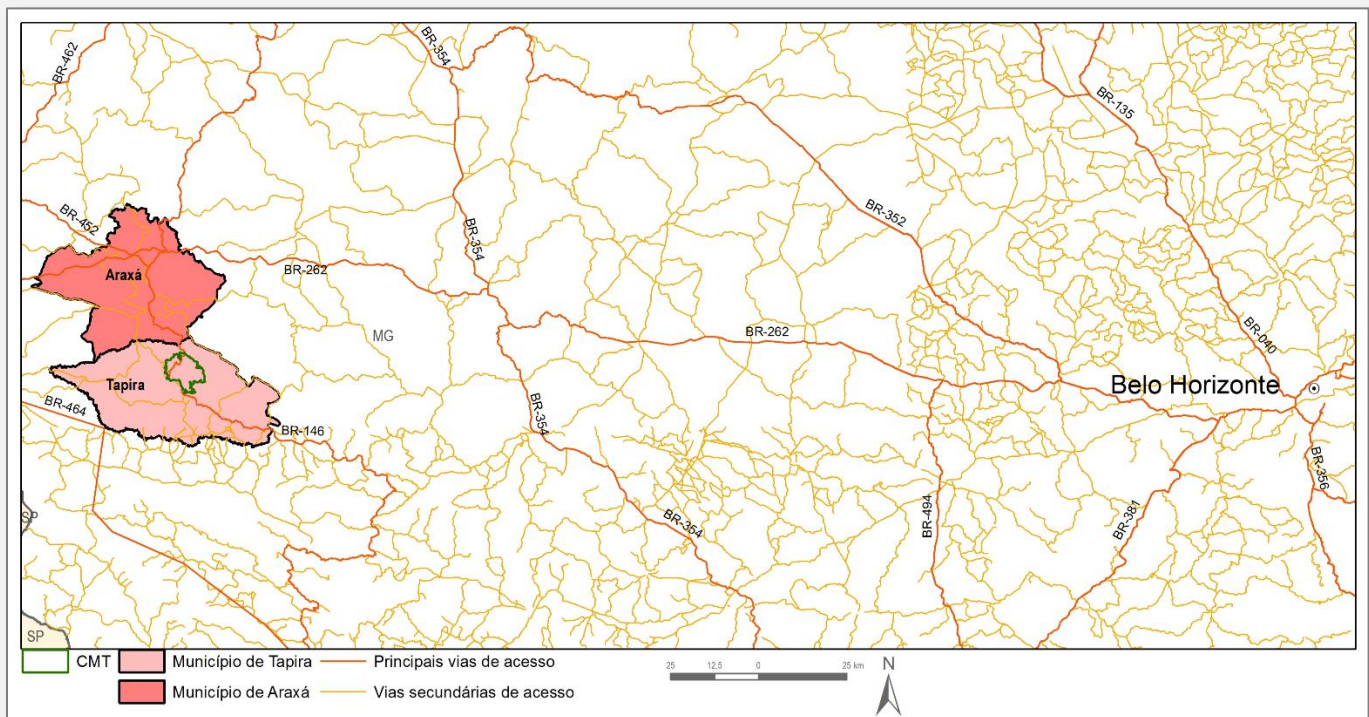 BR-462
BR-354
BR-135
BR-452
BR-352
BR-354
Araxá
BR-262
MG
BR-262
BR-040
Tapira
Belo Horizonte
BR-464
BR-146
BR-354
BR-356
BR-494
BR-381
BR-354
SP
SP
CMT
Município de Tapira
Principais vias de acesso
25 12,5 0 25 km
N
Município de Araxá
Vias secundárias de acesso